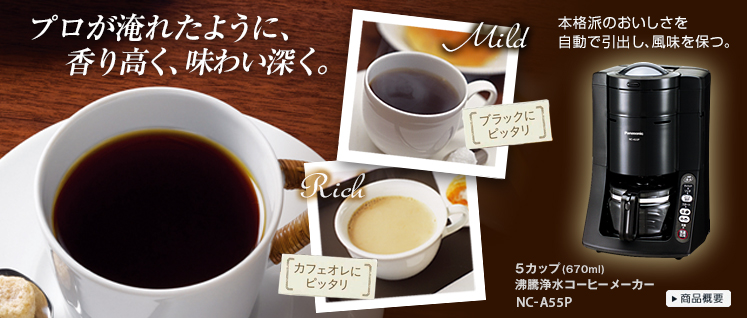 プロが淹れたように、
香り高く、味わい深く。
Mild
ブラックに
ピッタリ
Rich
カフェオレに
ピッタリ
本格派のおいしさを
自動で引出し、風味を保つ。
Panasonic
5カップ(670ml)
沸騰浄水コーヒーメーカー
NC-A55P
商品概要